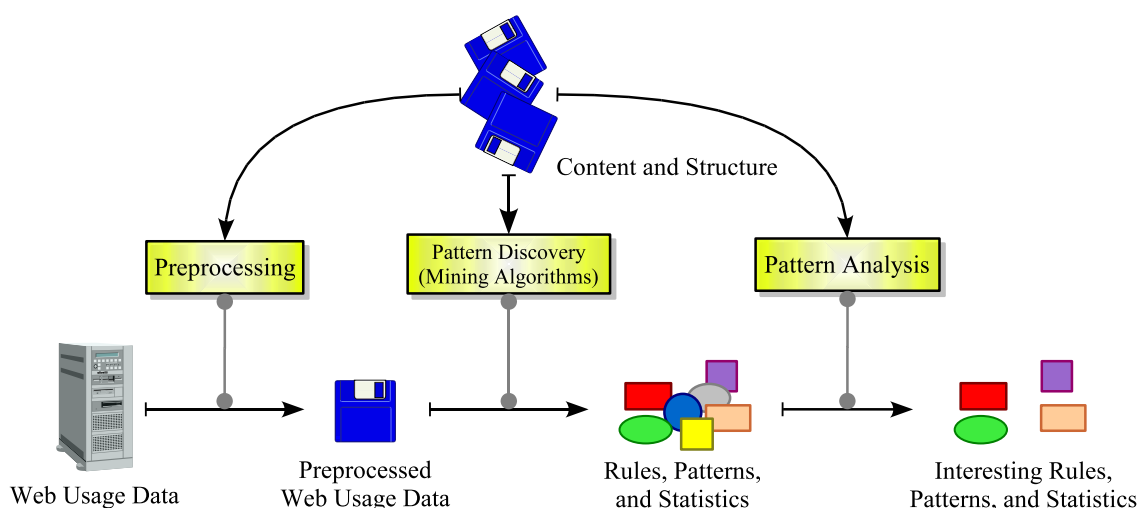 Content and Structure
Preprocessing
Pattern Discovery
(Mining Algorithms)
Pattern Analysis
Web Usage Data
Preprocessed
Web Usage Data
Rules, Patterns,
and Statistics
Interesting Rules,
Patterns, and Statistics